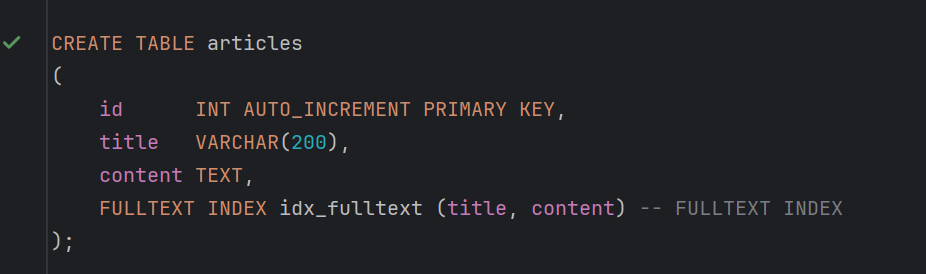 CREATE TABLE articles
(
    id      INT AUTO_INCREMENT PRIMARY KEY,
    title   VARCHAR(200),
    content TEXT,
    FULLTEXT INDEX idx_fulltext (title, content) -- FULLTEXT INDEX
);